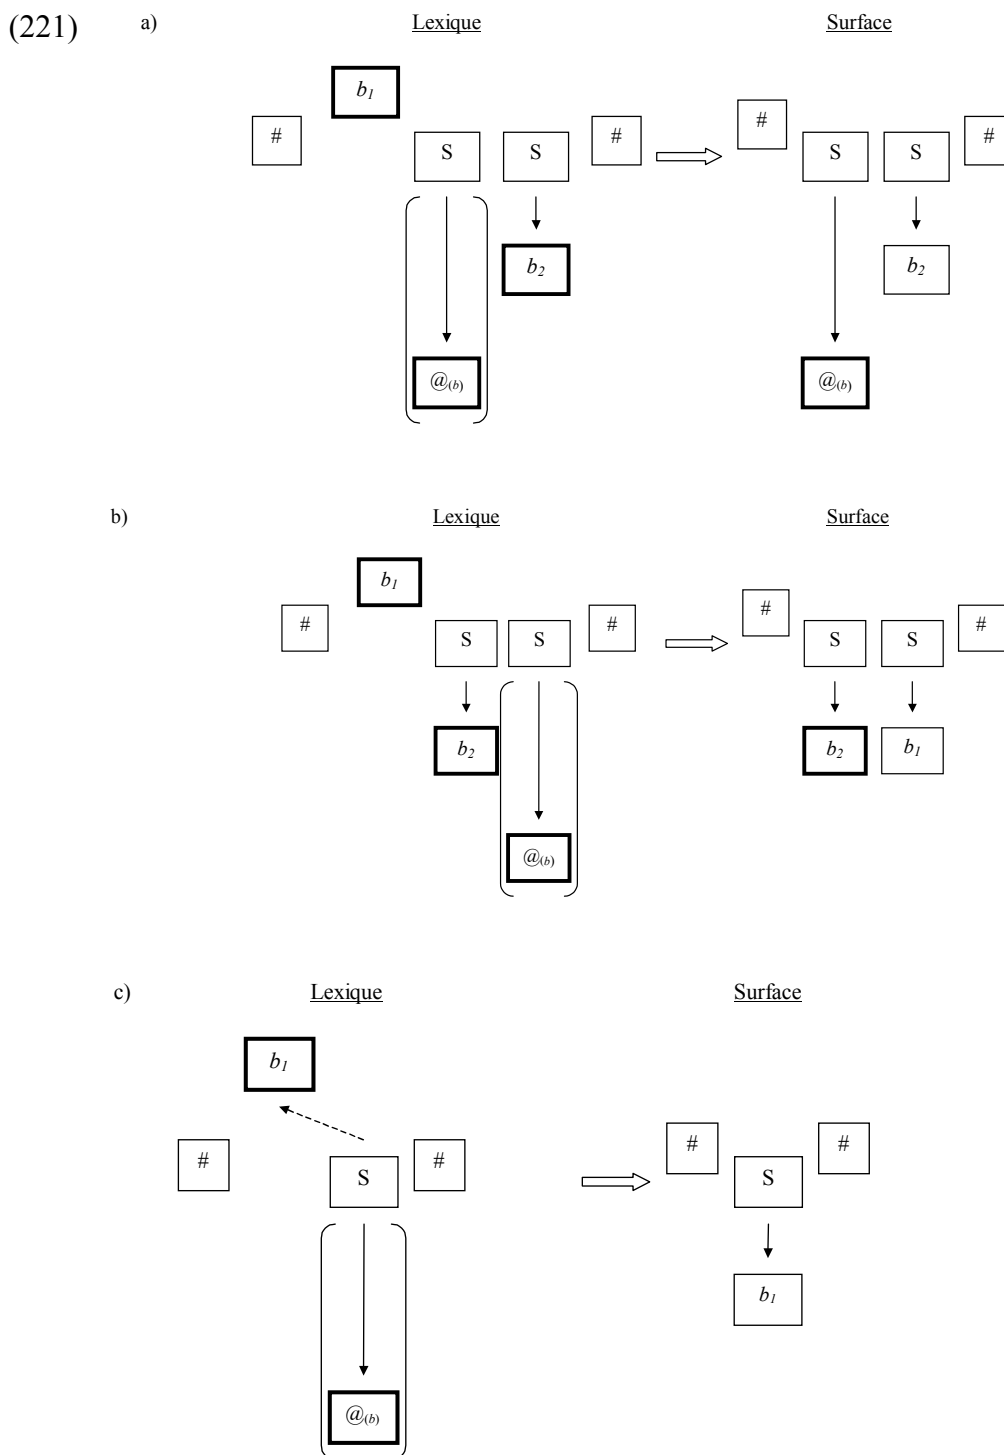 (221) a) Lexique Surface
b1
# S S # # S S #
b2 b2
@(b) @(b)
b) Lexique Surface
b1
# S S # # S S #
b2 b2 b1
@(b)
c) Lexique Surface
b1
# S # # S #
b1
@(b)